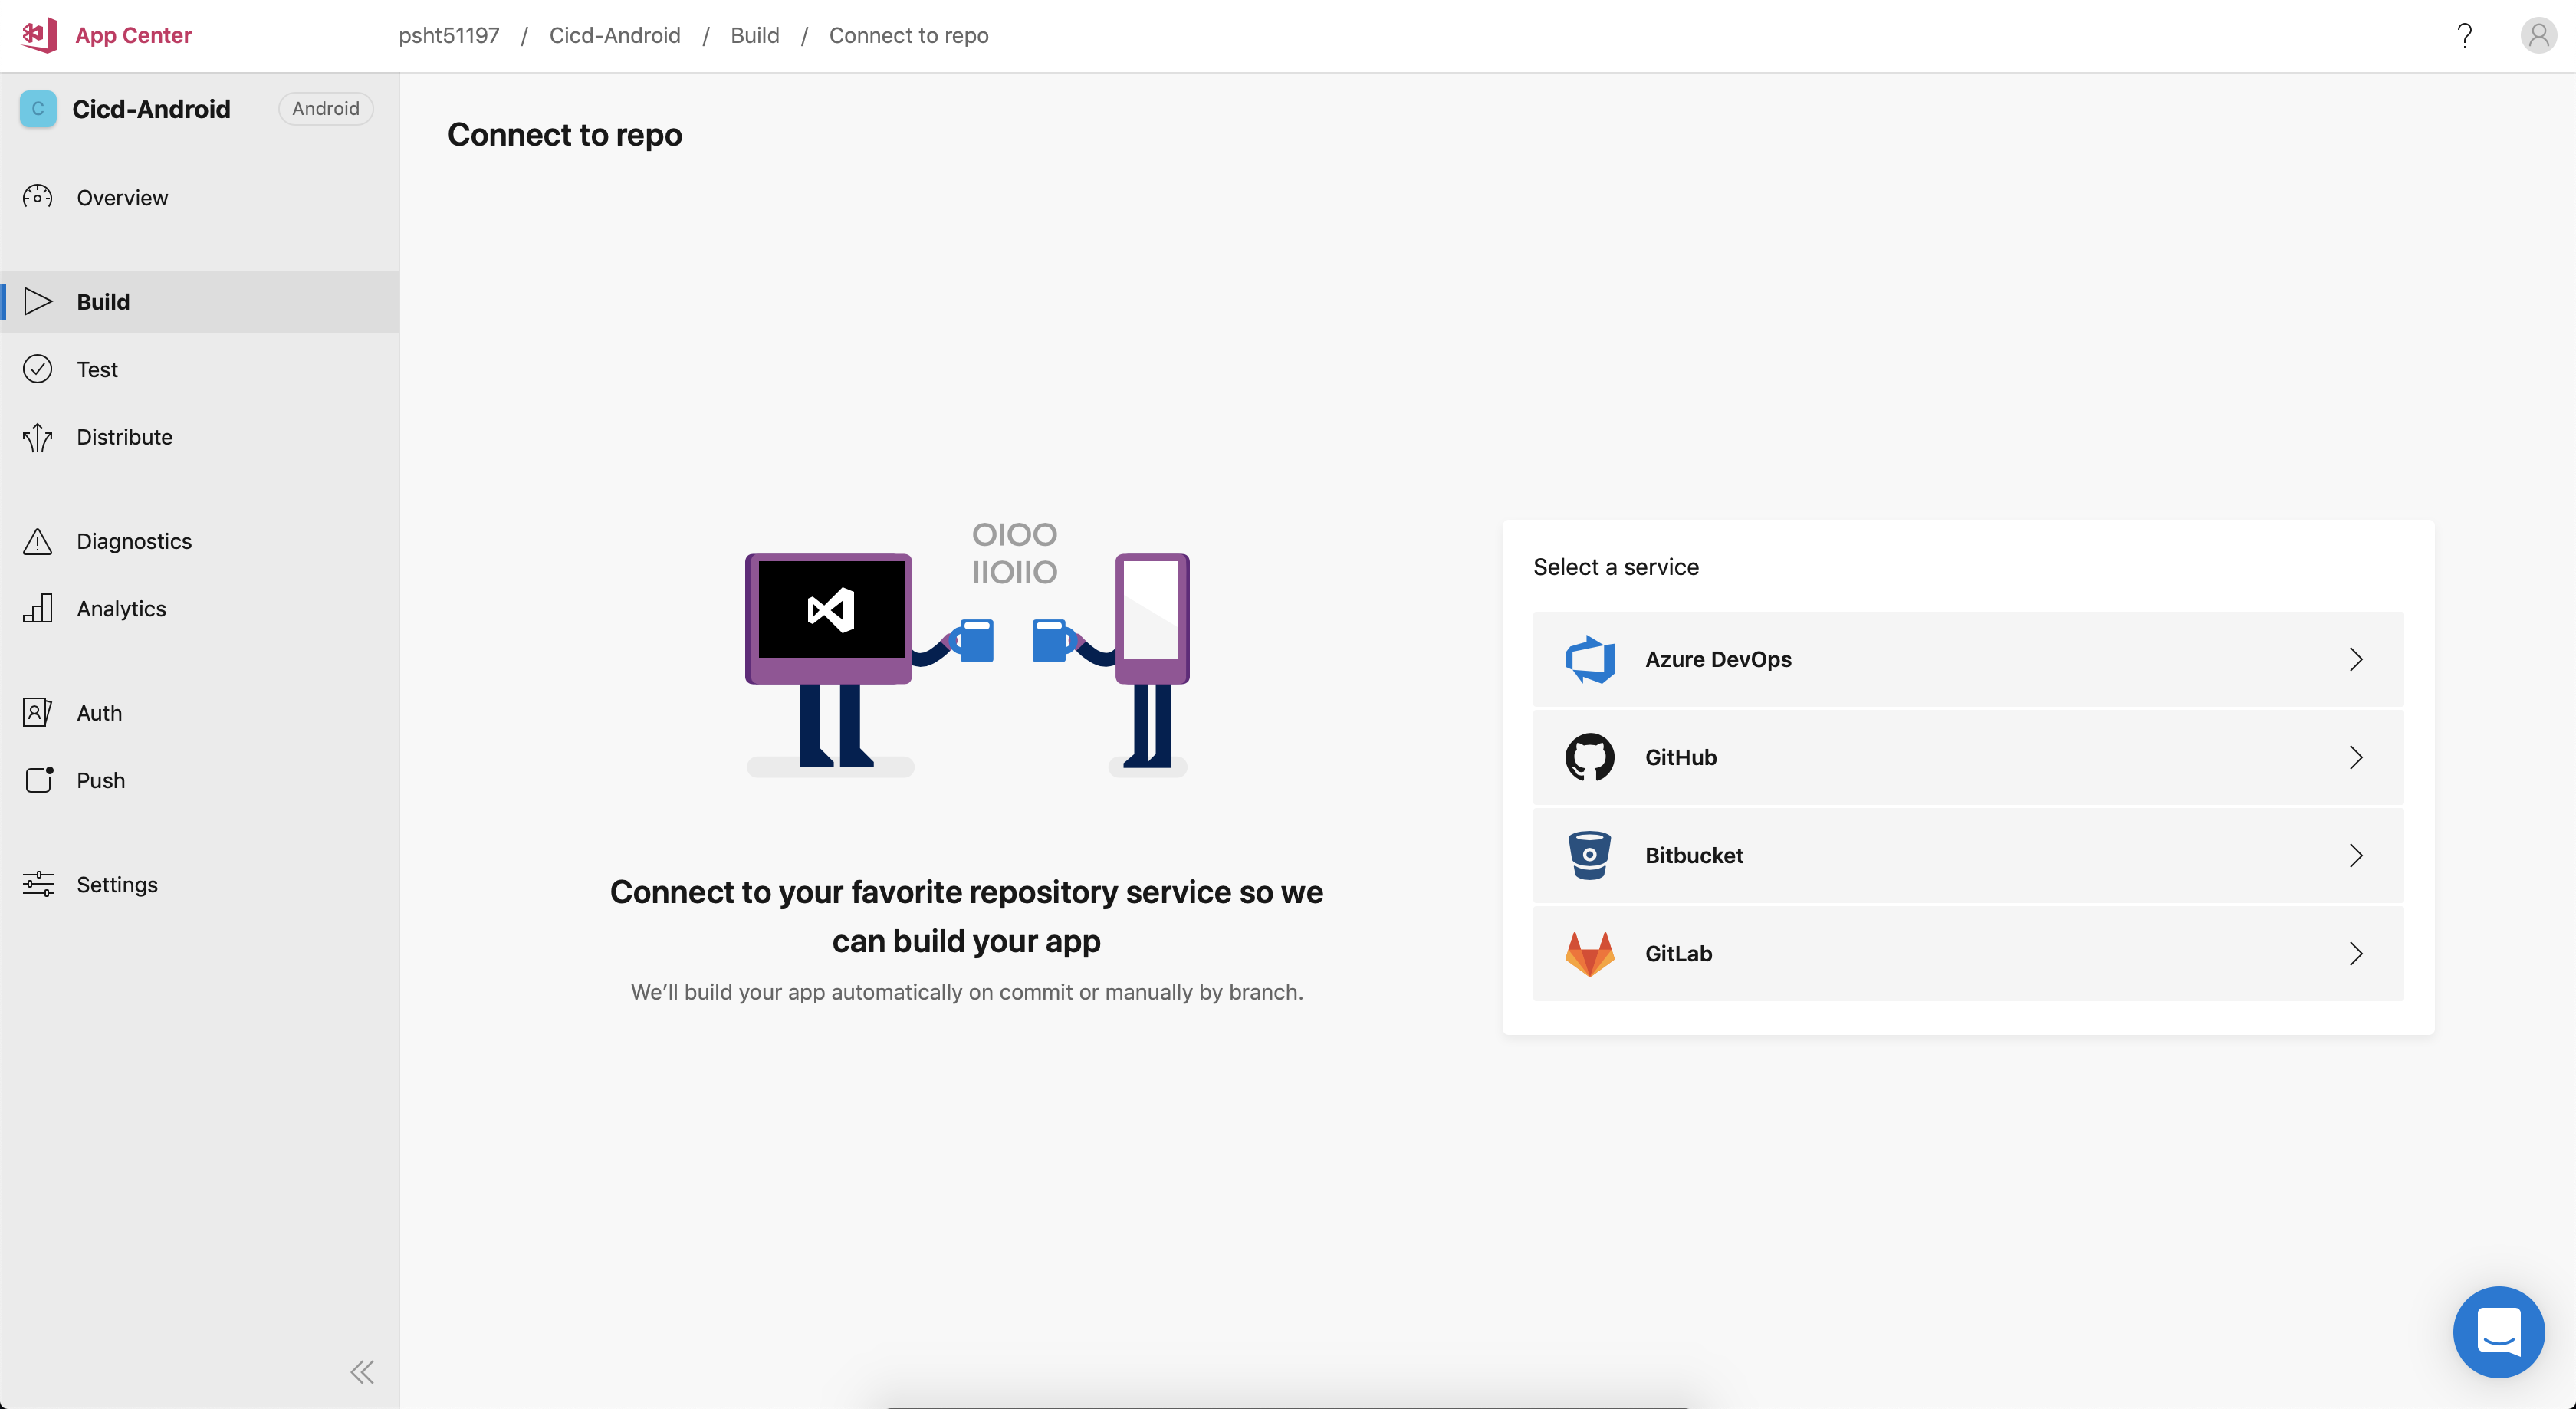 App Center
psht51197 / Cicd-Android / Build / Connect to repo
?
C Cicd-Android Android
Overview
Build
Test
Distribute
Diagnostics
Analytics
Auth
Push
Settings
Connect to repo
0100
110110
Connect to your favorite repository service so we
can build your app
We’ll build your app automatically on commit or manually by branch.
Select a service
Azure DevOps
GitHub
Bitbucket
GitLab